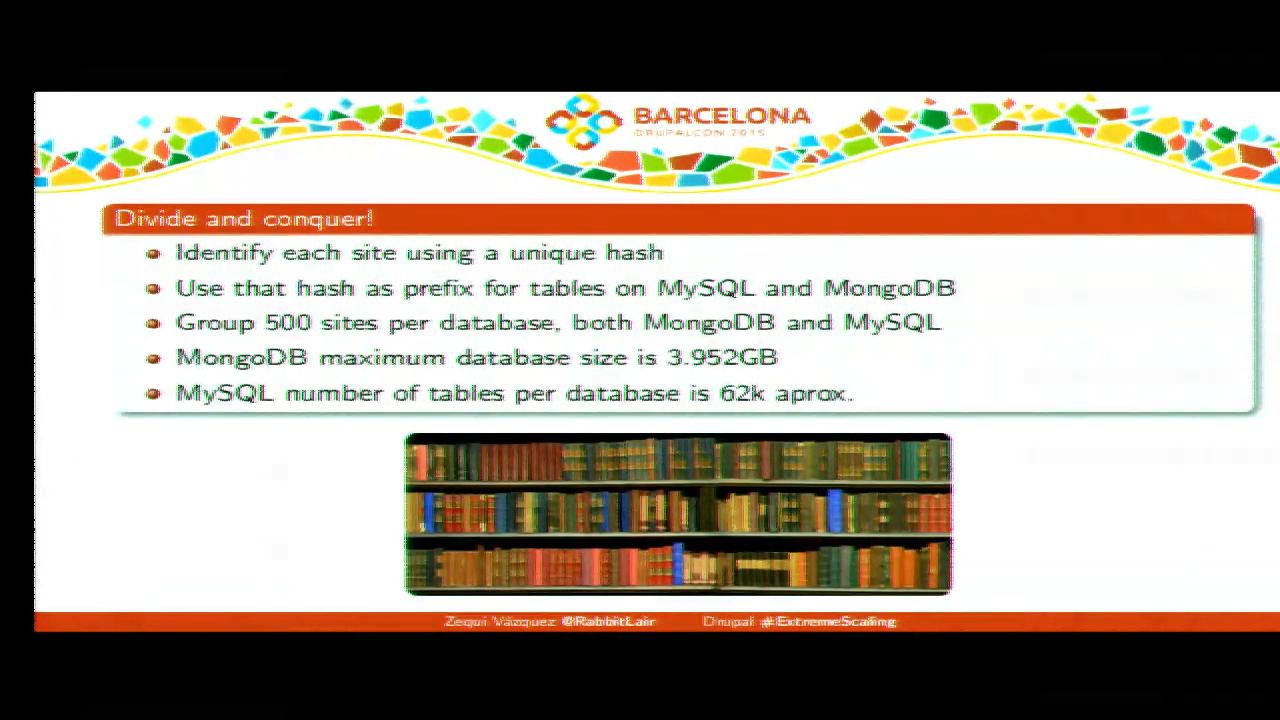 BARCELONA
DRUPALCON 2015
Divide and conquer!
Identify each site using a unique hash
Use that hash as prefix for tables on MySQL and MongoDB
Group 500 sites per database, both MongoDB and MySQL
MongoDB maximum database size is 3.952GB
MySQL number of tables per database is 62k aprox.
Zequi Vázquez @RabbitLair Drupal #ExtremeScaling